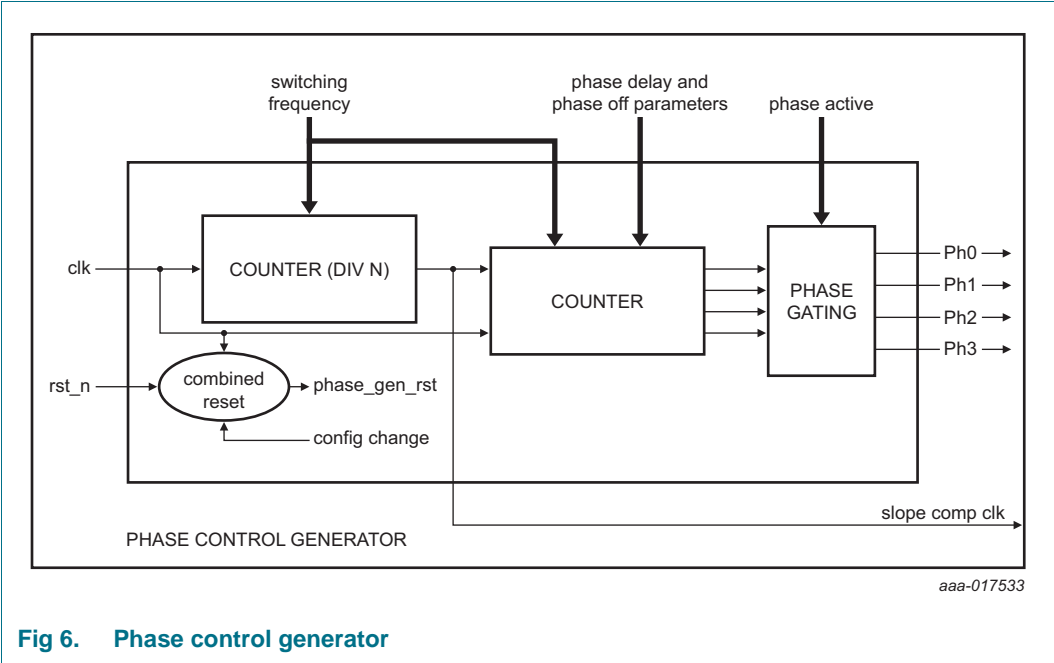 switching
frequency
phase delay and
phase off parameters
phase active
clk
COUNTER (DIV N)
COUNTER
PHASE
GATING
Ph0
Ph1
Ph2
Ph3
rst_n
combined
reset
phase_gen_rst
config change
slope comp clk
PHASE CONTROL GENERATOR
aaa-017533
Fig 6. Phase control generator